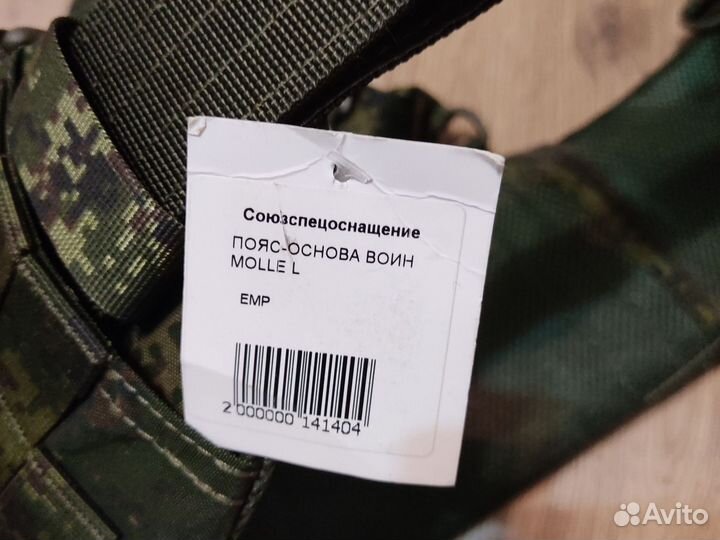 Союзспецоснащение
ПОЯС-ОСНОВА ВОИН
MOLLE L
EMP
2 000000 141404
Avito